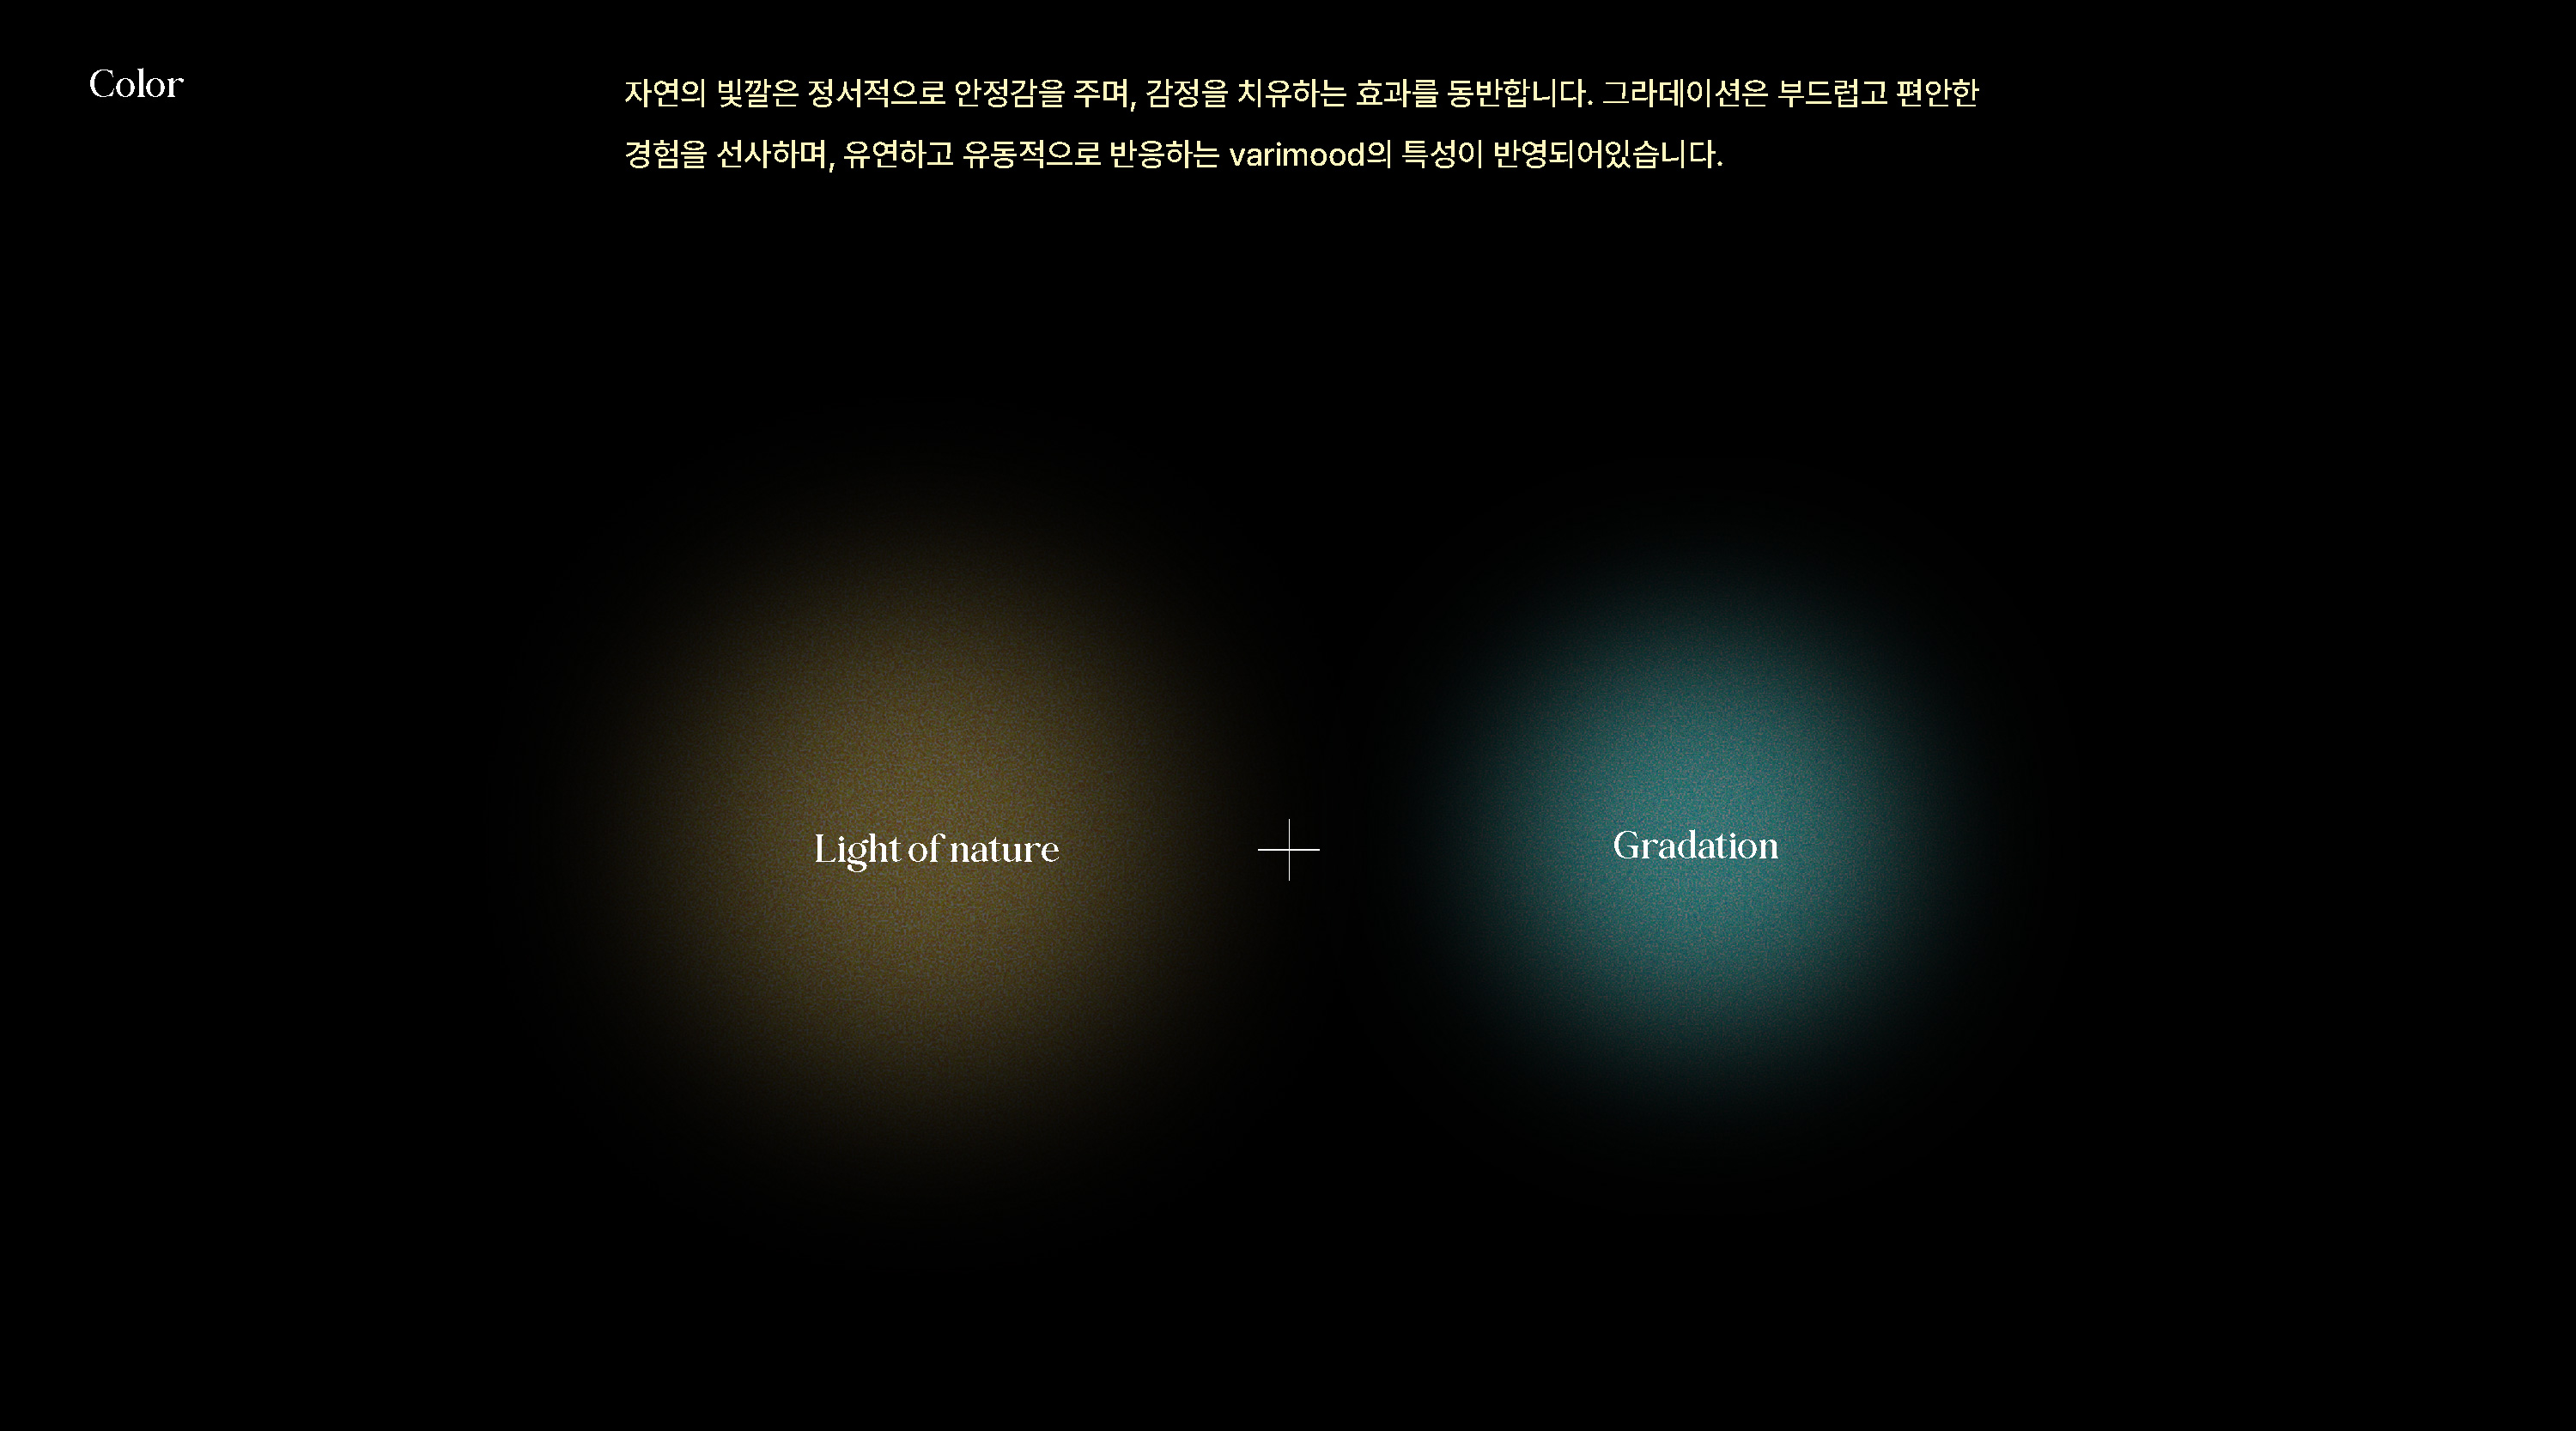 Color
자연의 빛깔은 정서적으로 안정감을 주며, 감정을 치유하는 효과를 동반합니다. 그라데이션은 부드럽고 편안한
경험을 선사하며, 유연하고 유동적으로 반응하는 varimood의 특성이 반영되어있습니다.
Light of nature
Gradation